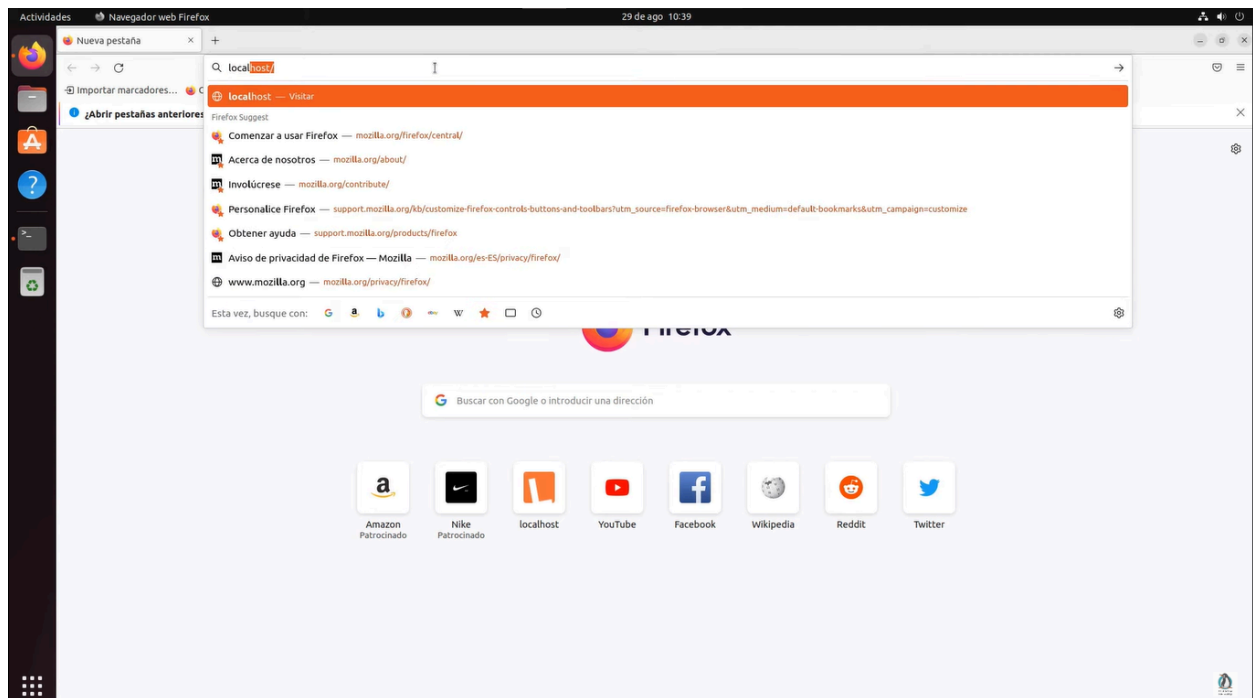 Actividades Navegador web Firefox 29 de ago 10:39
Nueva pestaña
localhost/
Importar marcadores...
localhost — Visitar
¿Abrir pestañas anteriores
Firefox Suggest
Comenzar a usar Firefox — mozilla.org/firefox/central/
Acerca de nosotros — mozilla.org/about/
Involúcrese — mozilla.org/contribute/
Personalice Firefox — support.mozilla.org/kb/customize-firefox-controls-buttons-and-toolbars?utm_source=firefox-browser&utm_medium=default-bookmarks&utm_campaign=customize
Obtener ayuda — support.mozilla.org/products/firefox
Aviso de privacidad de Firefox — Mozilla — mozilla.org/es-ES/privacy/firefox/
www.mozilla.org — mozilla.org/privacy/firefox/
Esta vez, busque con:
Firefox
Buscar con Google o introducir una dirección
Amazon
Patrocinado
Nike
Patrocinado
localhost
YouTube
Facebook
Wikipedia
Reddit
Twitter